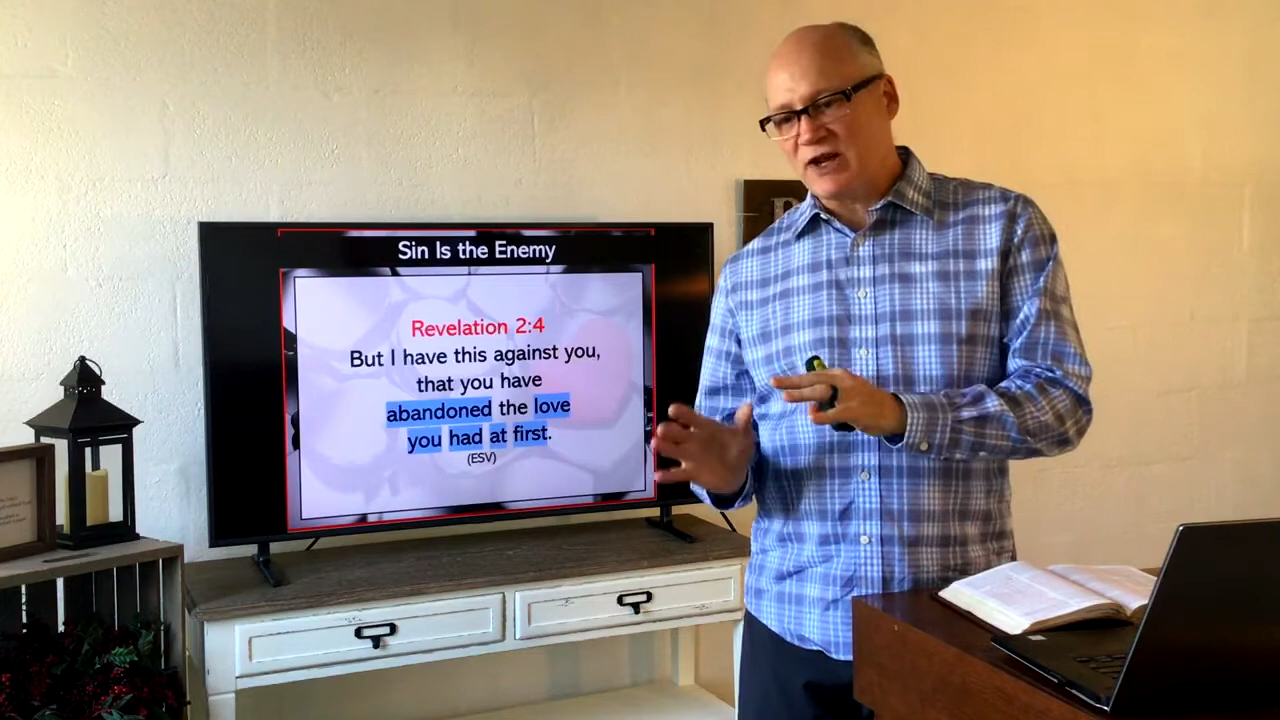 Sin Is the Enemy
Revelation 2:4
But I have this against you,
that you have
abandoned the love
you had at first.
(ESV)